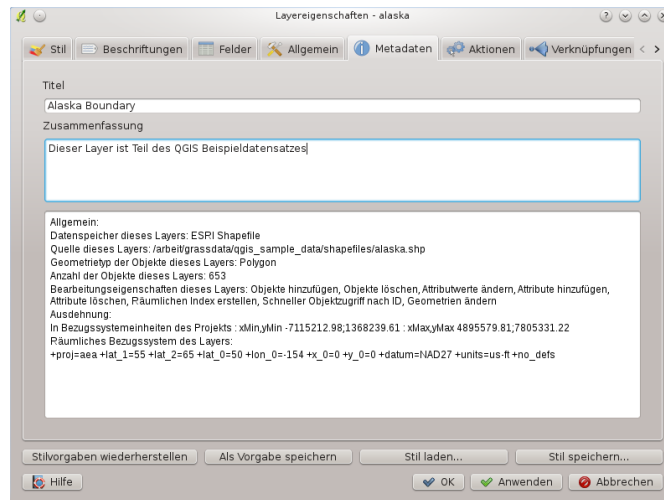 Layereigenschaften - alaska
Stil
Beschriftungen
Felder
Allgemein
Metadaten
Aktionen
Verknüpfungen
Titel
Alaska Boundary
Zusammenfassung
Dieser Layer ist Teil des QGIS Beispieldatensatzes
Allgemein:
Datenspeicher dieses Layers: ESRI Shapefile
Quelle dieses Layers: /arbeit/grassdata/qgis_sample_data/shapefiles/alaska.shp
Geometrietyp der Objekte dieses Layers: Polygon
Anzahl der Objekte dieses Layers: 653
Bearbeitungseigenschaften dieses Layers: Objekte hinzufügen, Objekte löschen, Attributwerte ändern, Attribute hinzufügen,
Attribute löschen, Räumlichen Index erstellen, Schneller Objektzugriff nach ID, Geometrien ändern
Ausdehnung:
In Bezugssystemeinheiten des Projekts : xMin,yMin -7115212.98;1368239.61 : xMax,yMax 4895579.81;7805331.22
Räumliches Bezugssystem des Layers:
+proj=aea +lat_1=55 +lat_2=65 +lat_0=50 +lon_0=-154 +x_0=0 +y_0=0 +datum=NAD27 +units=us-ft +no_defs
Stilvorgaben wiederherstellen
Als Vorgabe speichern
Stil laden...
Stil speichern...
Hilfe
OK
Anwenden
Abbrechen